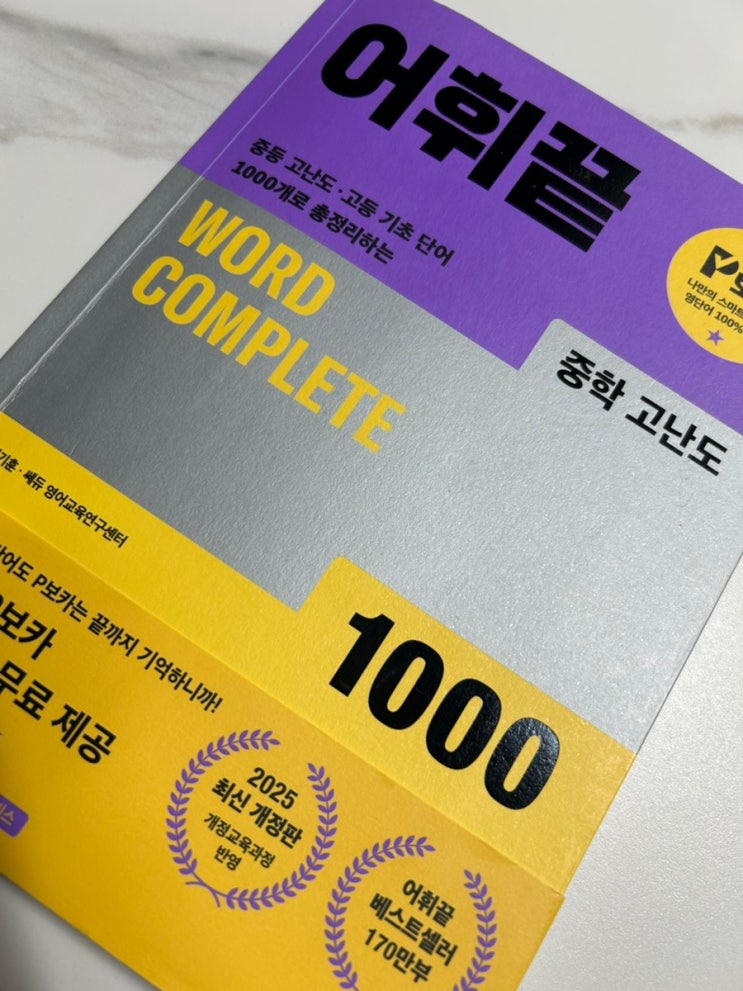 어휘끝
중등 고난도 · 고등 기초 단어
1000개로 총정리하는
WORD
COMPLETE
나만의 스마트
영단어 100%
중학 고난도
쎄듀 영어교육연구센터
1000
P보카는 끝까지 기억하니까!
보카
무료 제공
2025
최신 개정판
개정교육과정
반영
어휘끝
베스트셀러
170만부